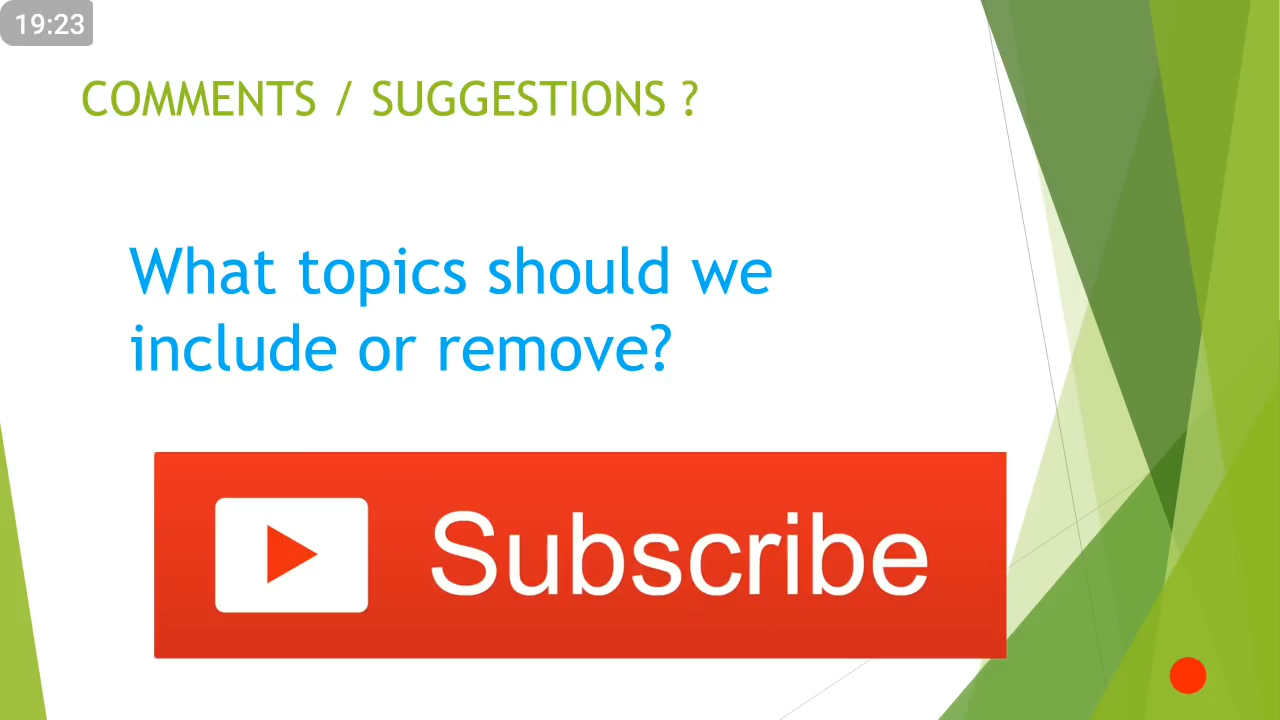 19:23
COMMENTS / SUGGESTIONS ?
What topics should we
include or remove?
Subscribe